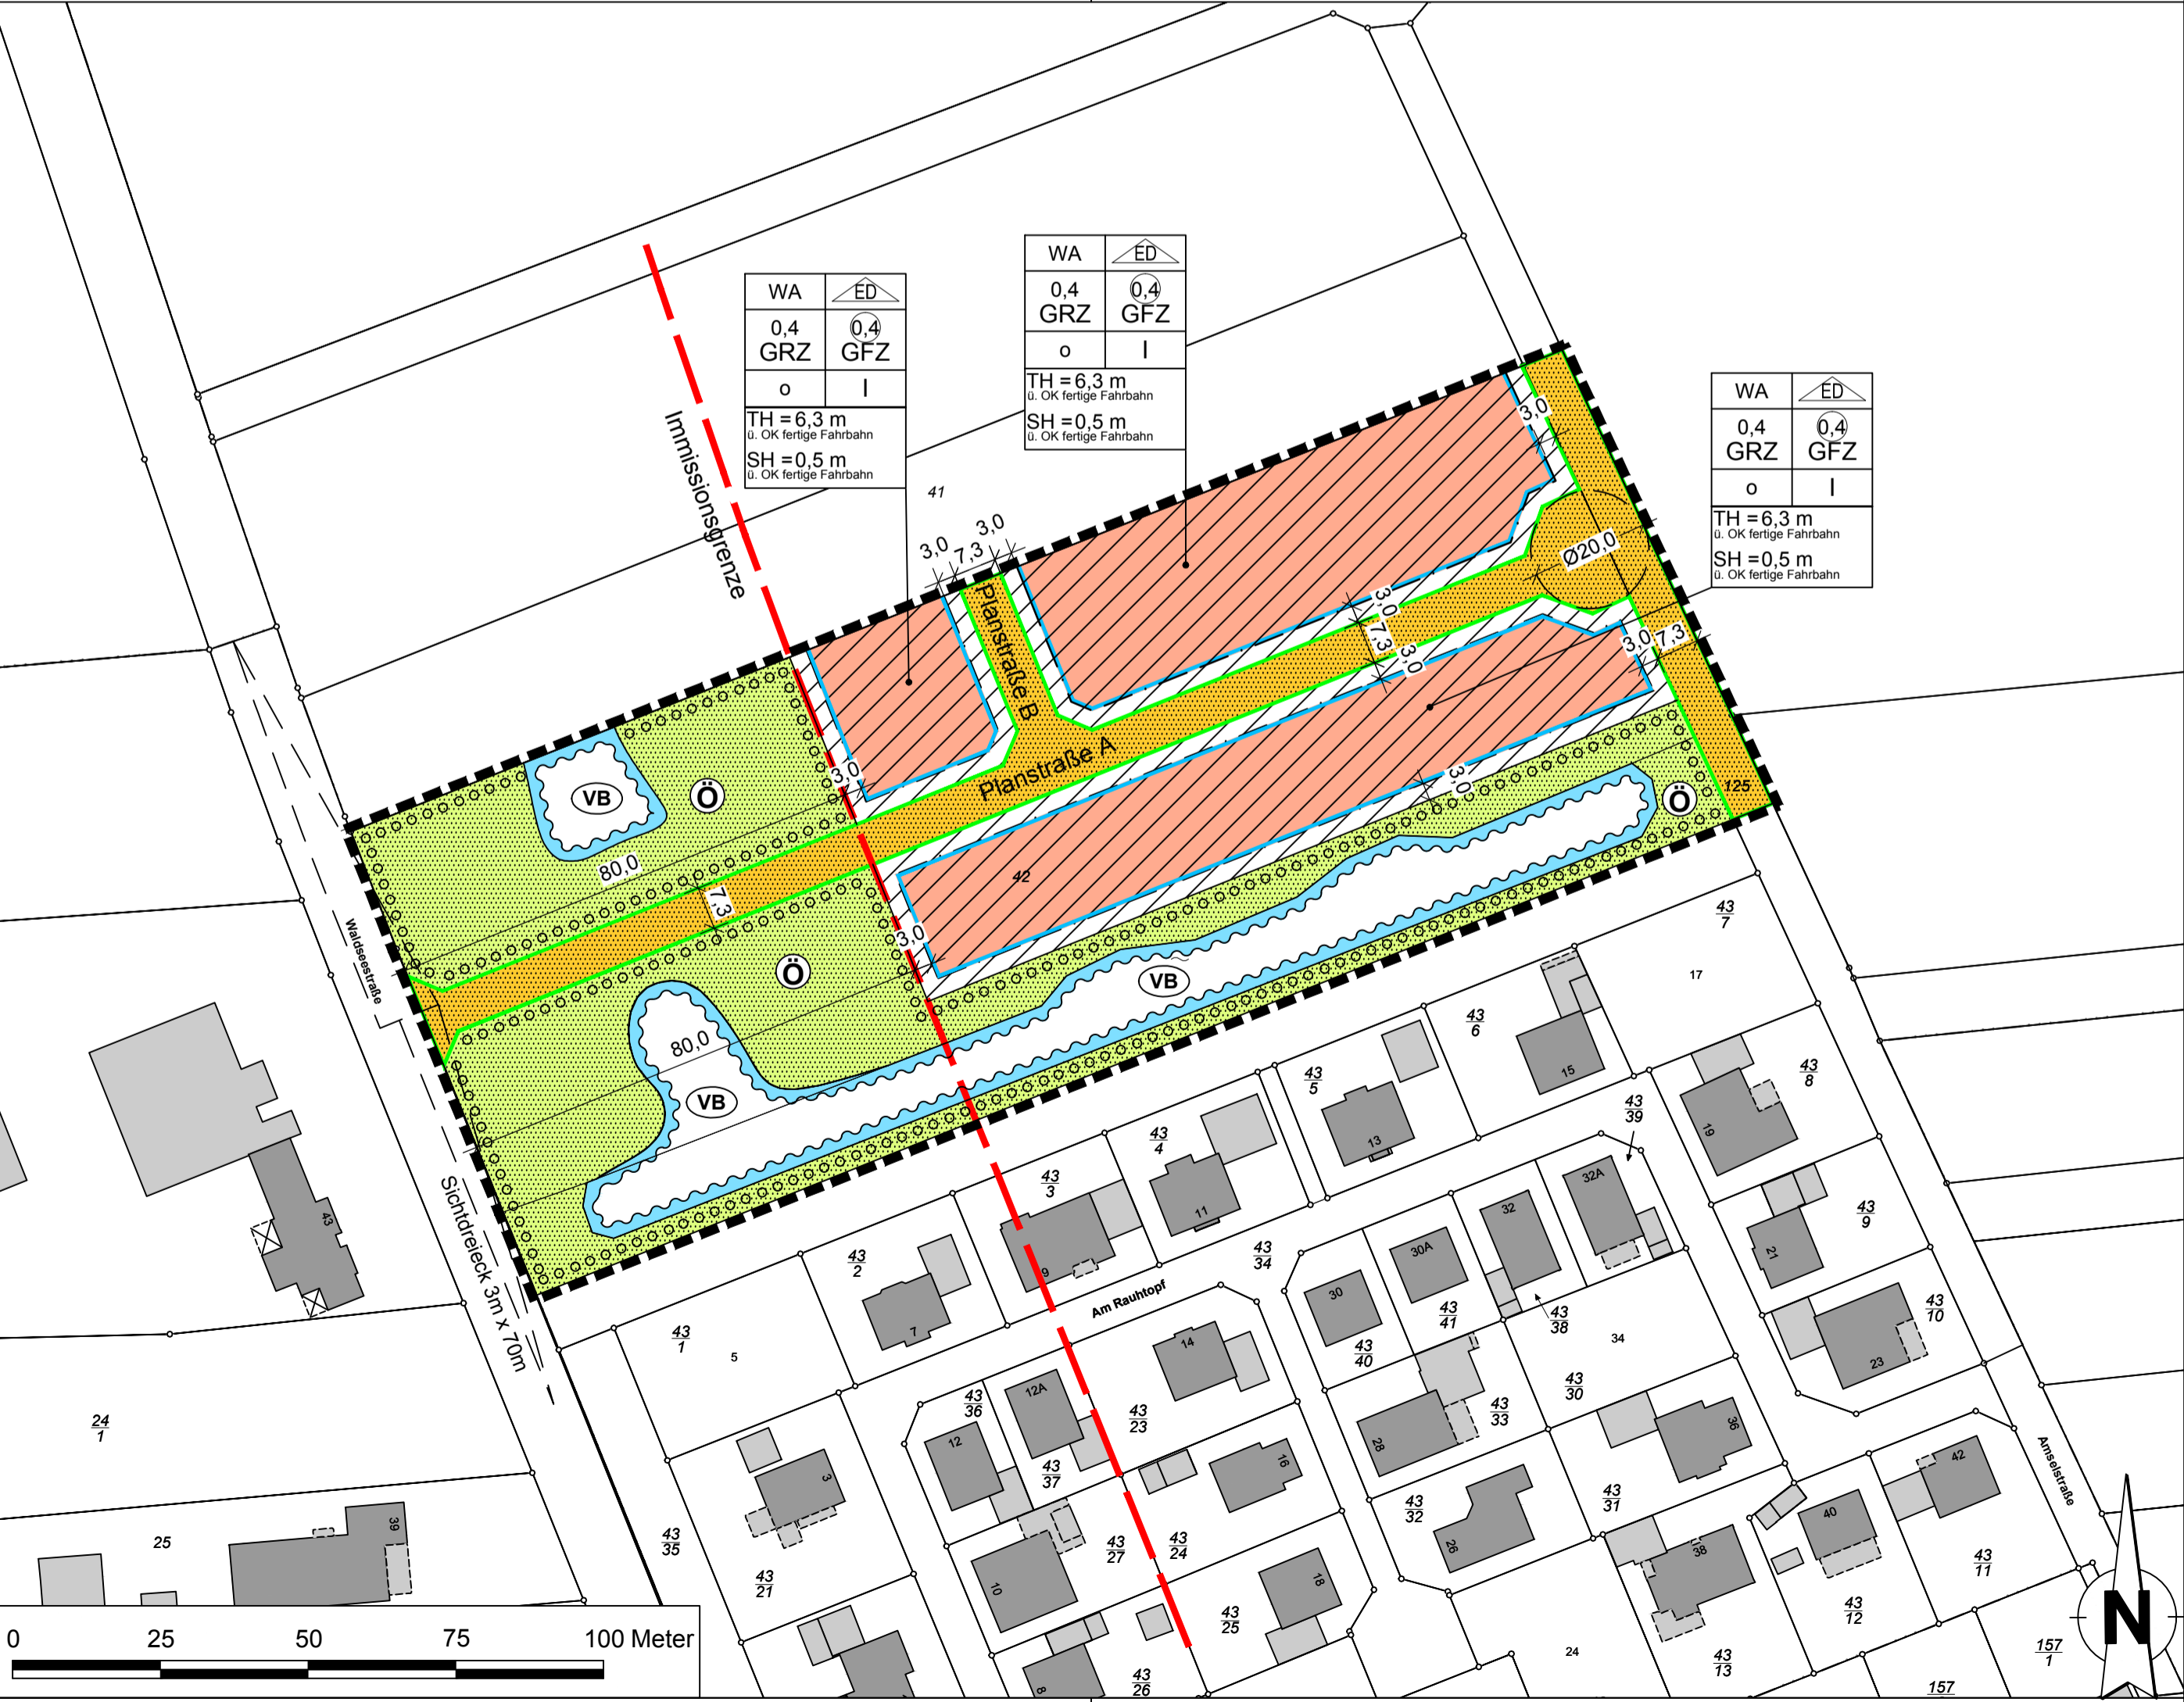 WA ED
0,4 0,4
GRZ GFZ
o I
TH = 6,3 m
ü. OK fertige Fahrbahn
SH = 0,5 m
ü. OK fertige Fahrbahn
WA ED
0,4 0,4
GRZ GFZ
o I
TH = 6,3 m
ü. OK fertige Fahrbahn
SH = 0,5 m
ü. OK fertige Fahrbahn
WA ED
0,4 0,4
GRZ GFZ
o I
TH = 6,3 m
ü. OK fertige Fahrbahn
SH = 0,5 m
ü. OK fertige Fahrbahn
Immissionsgrenze
41
3,0
7,3
3,0
3,0
Ø20,0
Planstraße B
3,0
7,3
3,0
3,0
7,3
Planstraße A
3,0
3,0
125
Ö
VB
Ö
80,0
7,3
42
3,0
Ö
VB
80,0
VB
Waldseestraße
Sichtdreieck 3m x 70m
43
43
7
17
43
6
15
43
5
13
43
8
19
43
39
43
4
11
43
3
9
43
2
7
43
1
5
43
34
Am Rauhtopf
32A
32
30A
30
43
9
21
43
10
23
43
38
43
41
43
40
34
43
30
43
33
28
36
14
43
23
12A
43
36
12
43
37
16
3
43
35
43
21
10
43
27
43
24
43
32
26
43
31
38
40
42
Amselstraße
43
11
43
12
43
13
24
18
43
25
43
26
8
157
1
157
24
1
25
39
0 25 50 75 100 Meter
N